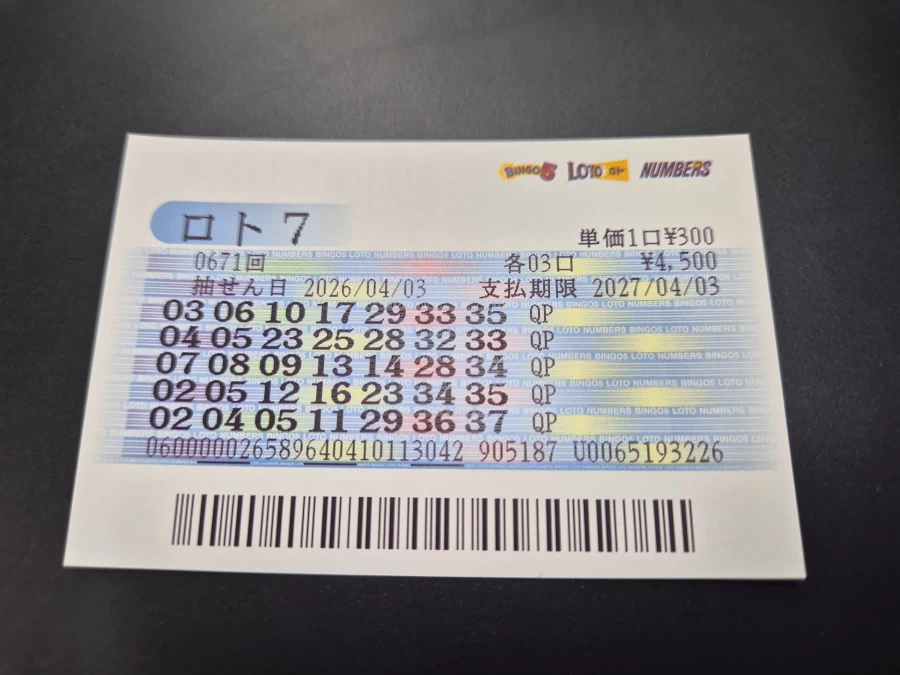 BINGO5 LOTO ロト NUMBERS
ロト7
単価1口¥300
0671回 各03口 ¥4,500
抽せん日 2026/04/03 支払期限 2027/04/03
03 06 10 17 29 33 35 QP
04 05 23 25 28 32 33 QP
07 08 09 13 14 28 34 QP
02 05 12 16 23 34 35 QP
02 04 05 11 29 36 37 QP
060000026589640410113042 905187 U0065193226